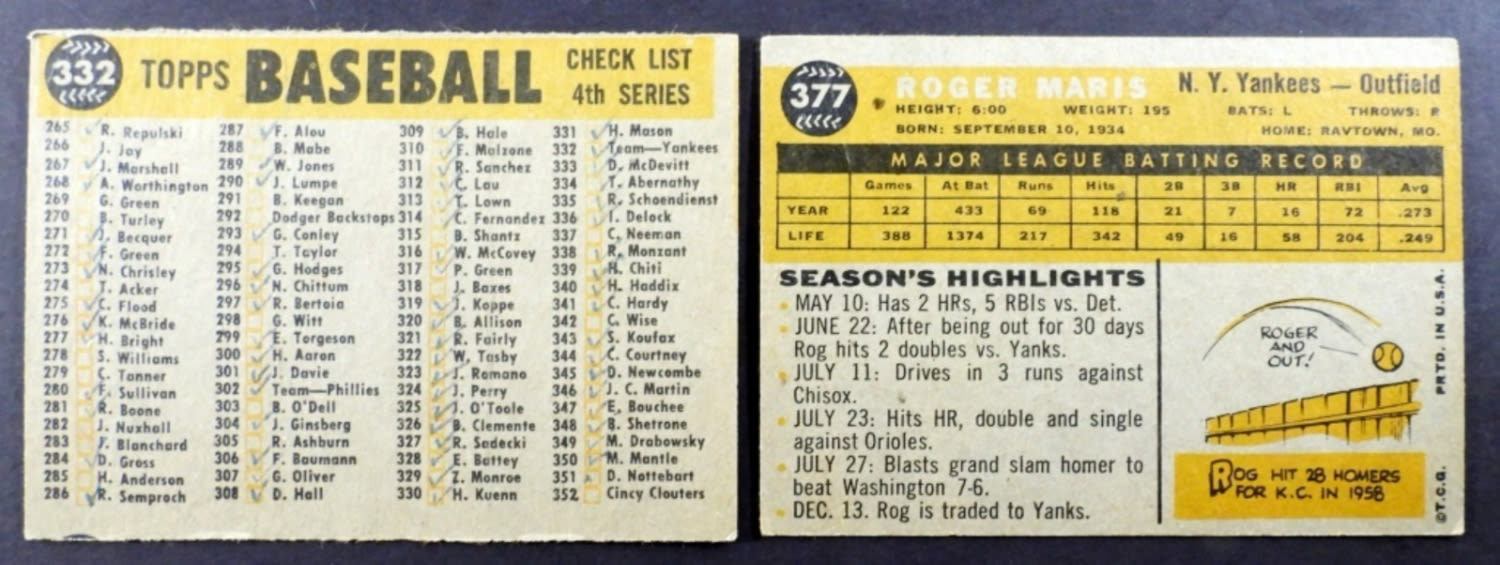 332
TOPPS BASEBALL
CHECK LIST
4th SERIES
265 R. Repulski
266 J. Jay
267 J. Marshall
268 A. Worthington
269 G. Green
270 B. Turley
271 J. Becquer
272 F. Green
273 N. Chrisley
274 T. Acker
275 C. Flood
276 K. McBride
277 H. Bright
278 S. Williams
279 C. Tanner
280 F. Sullivan
281 R. Boone
282 J. Nuxhall
283 J. Blanchard
284 D. Gross
285 H. Anderson
286 R. Semproch
287 F. Alou
288 B. Mabe
289 W. Jones
290 J. Lumpe
291 B. Keegan
292 Dodger Backstops
293 G. Conley
294 T. Taylor
295 G. Hodges
296 N. Chittum
297 R. Bertoia
298 G. Witt
299 E. Torgeson
300 H. Aaron
301 J. Davie
302 Team—Phillies
303 B. O'Dell
304 J. Ginsberg
305 R. Ashburn
306 F. Baumann
307 G. Oliver
308 D. Hall
309 B. Hale
310 F. Malzone
311 R. Sanchez
312 C. Lau
313 T. Lown
314 C. Fernandez
315 B. Shantz
316 W. McCovey
317 P. Green
318 J. Baxes
319 J. Koppe
320 B. Allison
321 R. Fairly
322 W. Tasby
323 J. Romano
324 J. Perry
325 J. O'Toole
326 B. Clemente
327 R. Sadecki
328 E. Battey
329 Z. Monroe
330 H. Kuenn
331 H. Mason
332 Team—Yankees
333 D. McDevitt
334 T. Abernathy
335 R. Schoendienst
336 I. Delock
337 C. Neeman
338 R. Monzant
339 H. Chiti
340 H. Haddix
341 C. Hardy
342 C. Wise
343 S. Koufax
344 C. Courtney
345 D. Newcombe
346 J. C. Martin
347 E. Bouchee
348 B. Shetrone
349 M. Drabowsky
350 M. Mantle
351 D. Nottebart
352 Cincy Clouters
377
ROGER MARIS N. Y. Yankees — Outfield
HEIGHT: 6:00 WEIGHT: 195 BATS: L THROWS: R
BORN: SEPTEMBER 10, 1934 HOME: RAYTOWN, MO.
MAJOR LEAGUE BATTING RECORD
Games At Bat Runs Hits 2B 3B HR RBI Avg
YEAR 122 433 69 118 21 7 16 72 .273
LIFE 388 1374 217 342 49 16 58 204 .249
SEASON'S HIGHLIGHTS
MAY 10: Has 2 HRs, 5 RBIs vs. Det.
JUNE 22: After being out for 30 days
Rog hits 2 doubles vs. Yanks.
JULY 11: Drives in 3 runs against
Chisox.
JULY 23: Hits HR, double and single
against Orioles.
JULY 27: Blasts grand slam homer to
beat Washington 7-6.
DEC. 13. Rog is traded to Yanks.
ROGER
AND
OUT!
ROG HIT 28 HOMERS
FOR K.C. IN 1958
©T.C.G. PRTD. IN U.S.A.